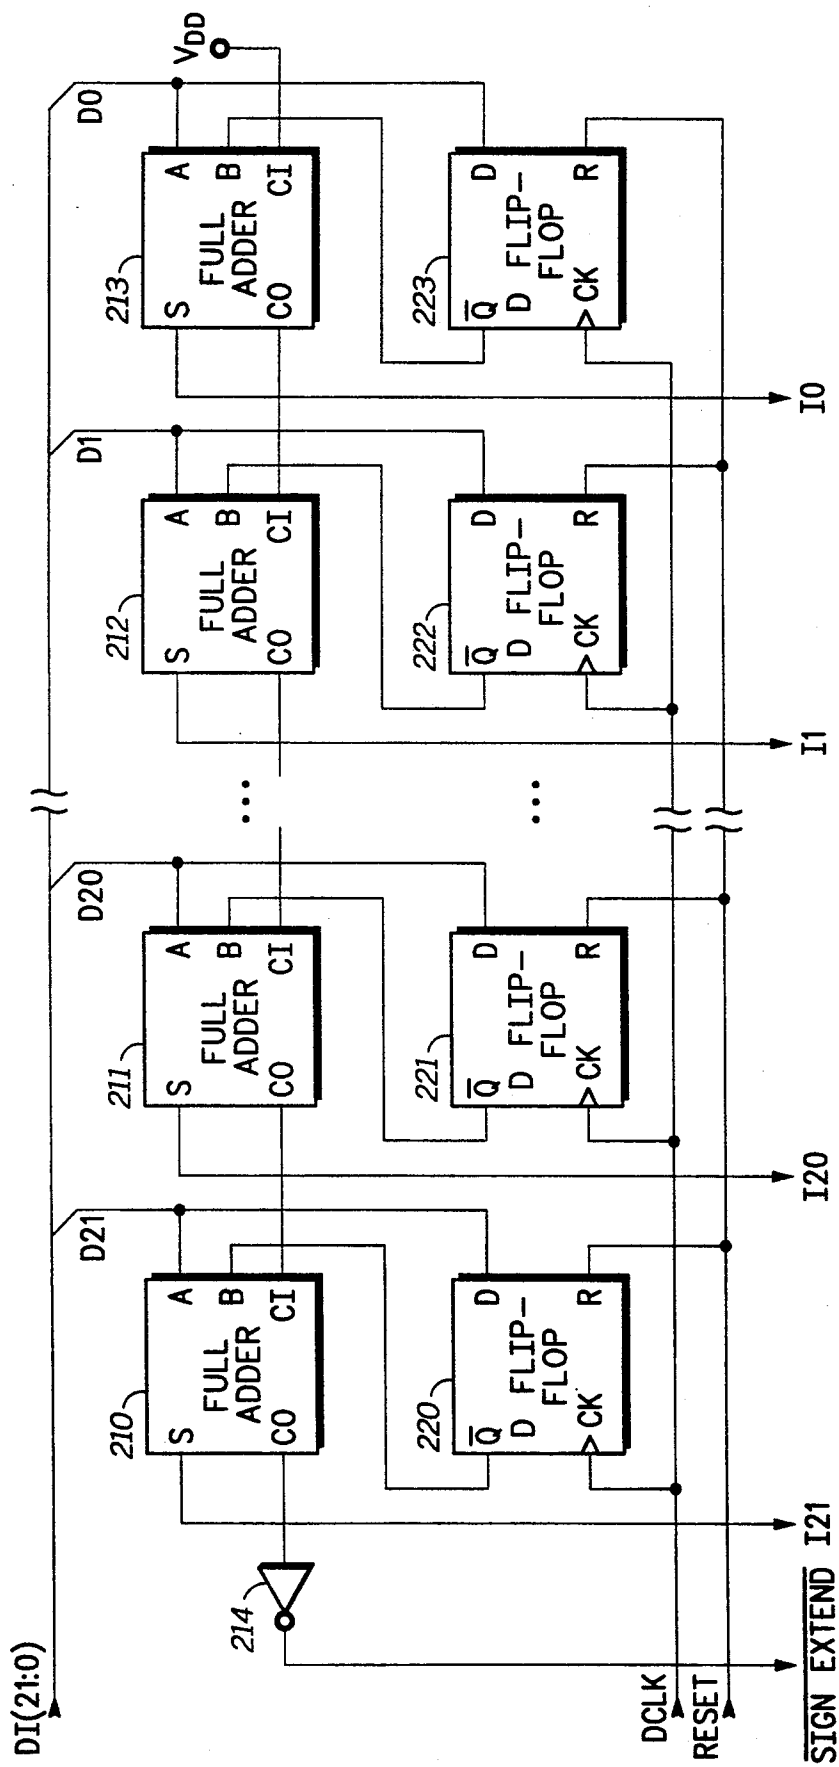 DI(21:0)
D21
D20
D1
D0
VDD
210
S
A
B
FULL
ADDER
CO
CI
211
S
A
B
FULL
ADDER
CO
CI
...
212
S
A
B
FULL
ADDER
CO
CI
213
S
A
B
FULL
ADDER
CO
CI
214
220
Q̅
D
D FLIP-
FLOP
CK
R
221
Q̅
D
D FLIP-
FLOP
CK
R
...
222
Q̅
D
D FLIP-
FLOP
CK
R
223
Q̅
D
D FLIP-
FLOP
CK
R
DCLK
RESET
S̅I̅G̅N̅ ̅E̅X̅T̅E̅N̅D̅
I21
I20
I1
I0